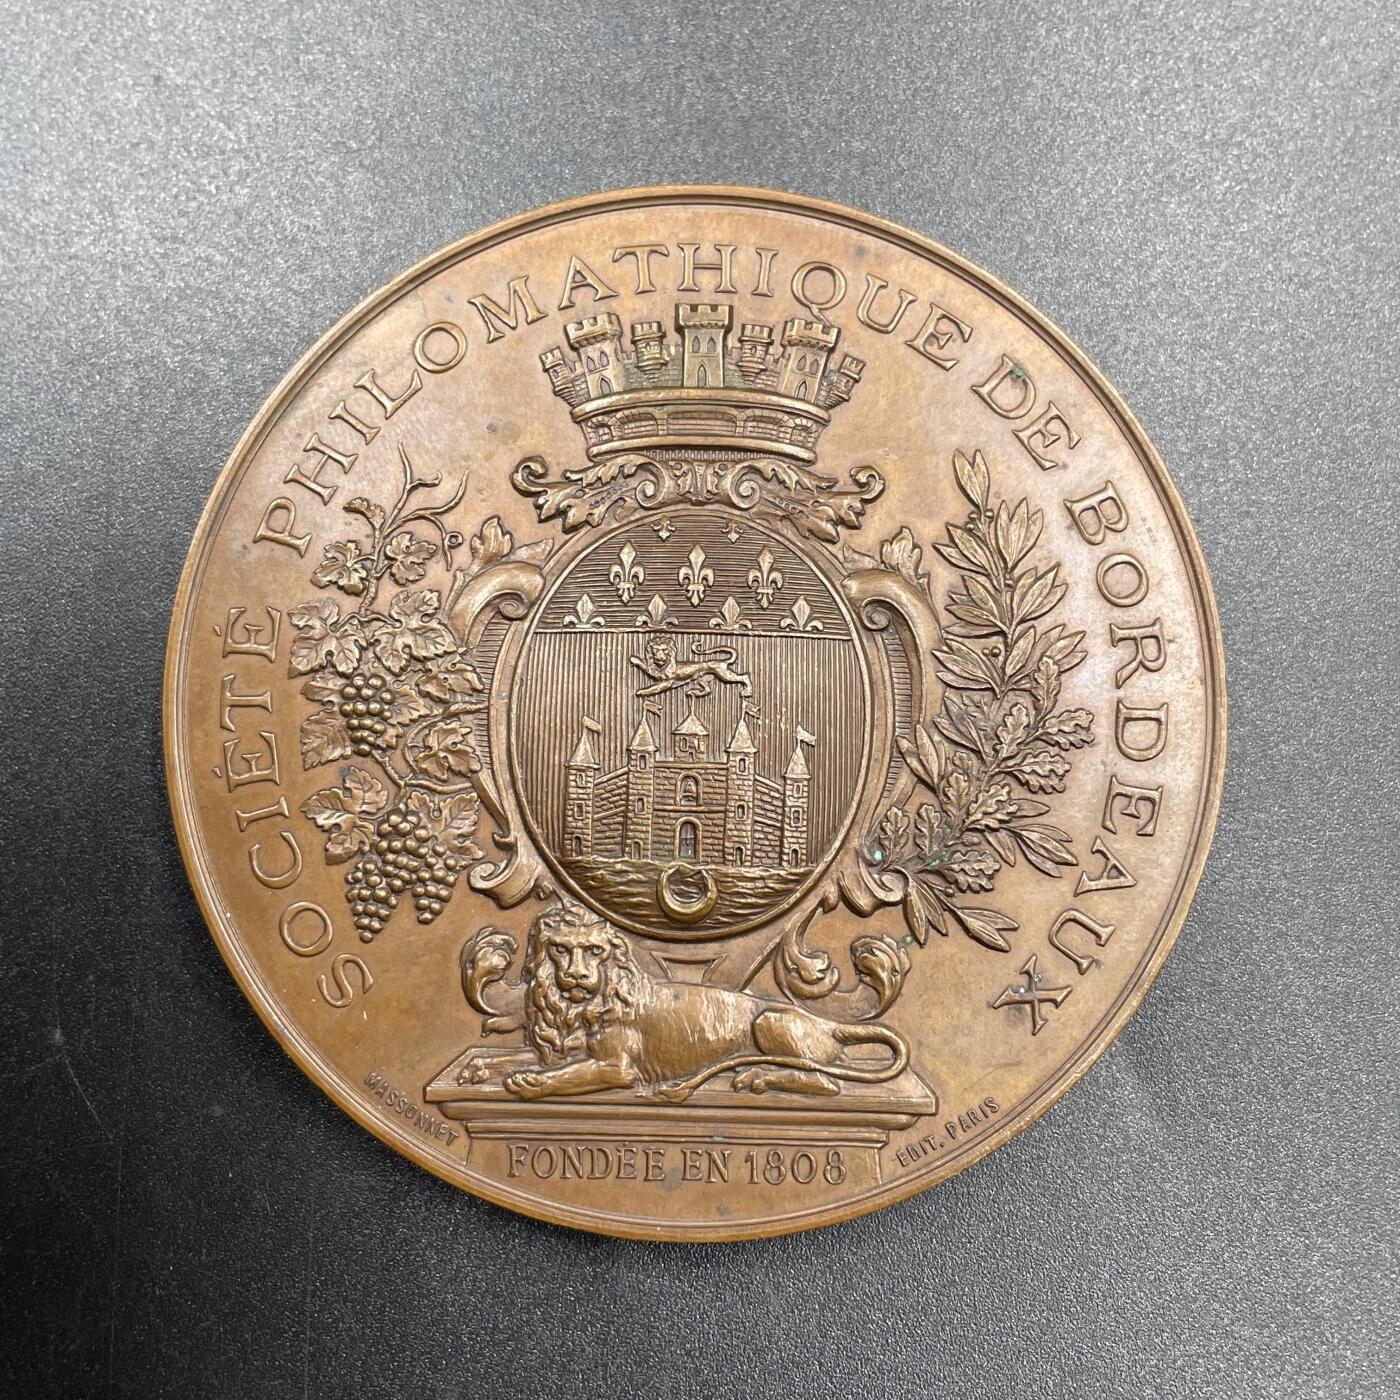 SOCIÉTÉ PHILOMATHIQUE DE BORDEAUX
FONDÉE EN 1808
MASSONNET
EDIT. PARIS